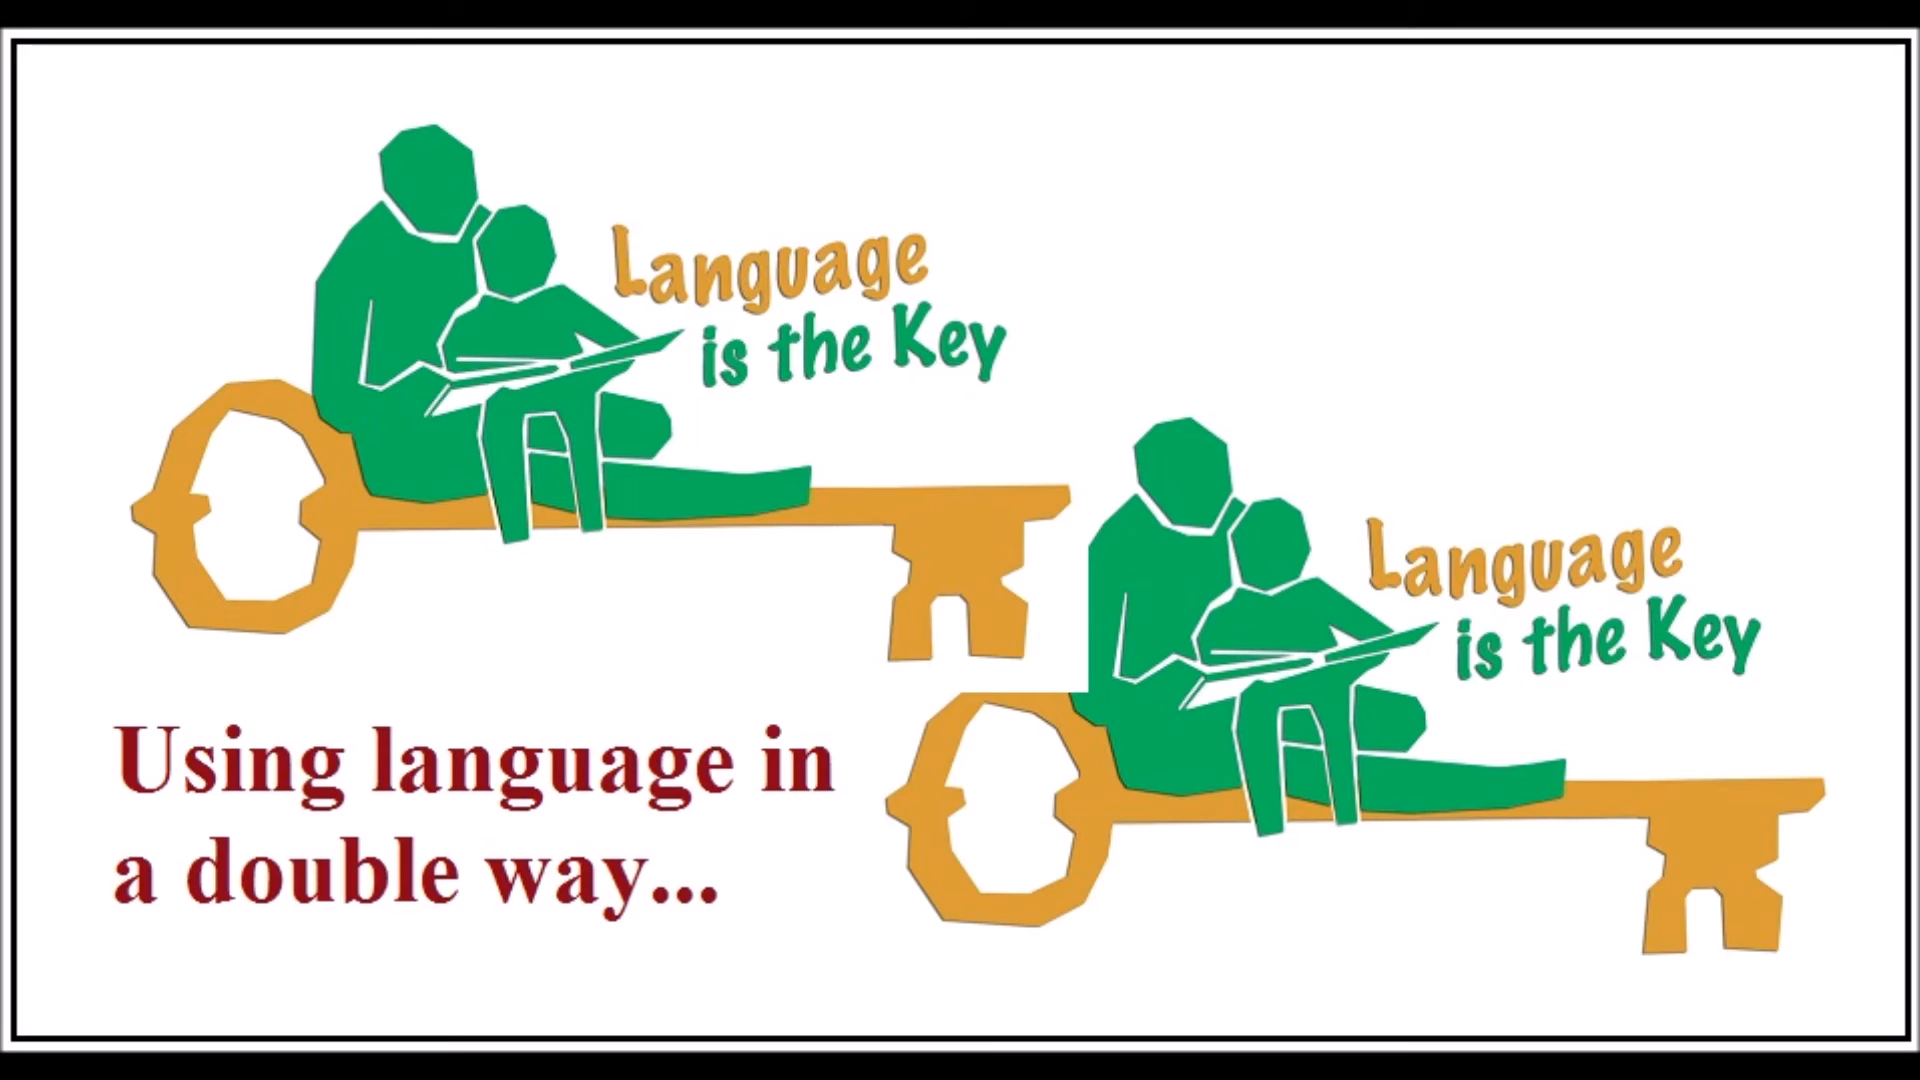 Language
is the Key
Language
is the Key
Using language in
a double way...